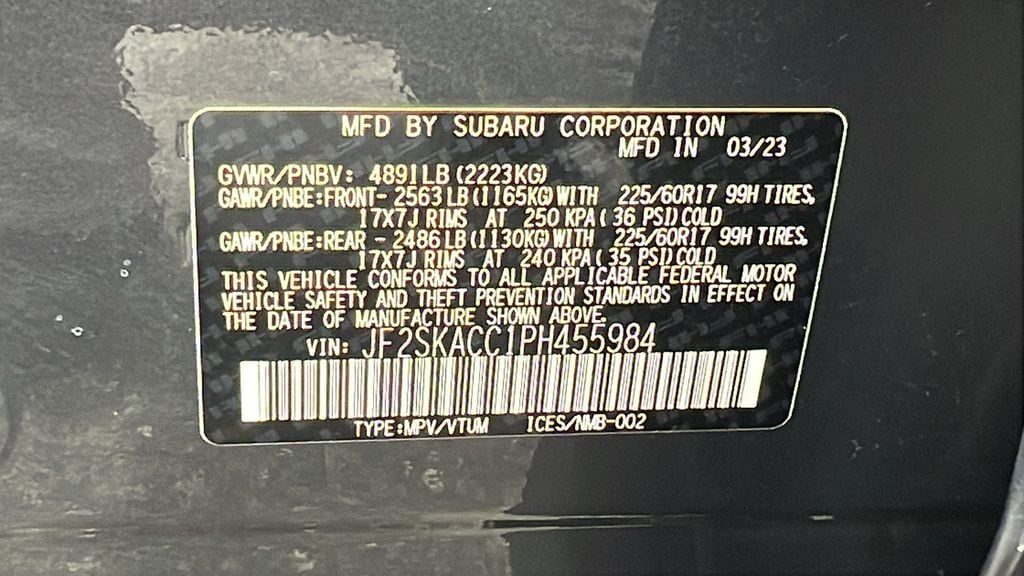 MFD BY SUBARU CORPORATION
MFD IN 03/23
GVWR/PNBV: 4891LB (2223KG)
GAWR/PNBE:FRONT- 2563 LB (1165KG) WITH 225/60R17 99H TIRES,
17X7J RIMS AT 250 KPA ( 36 PSI) COLD
GAWR/PNBE:REAR - 2486 LB (1130KG) WITH 225/60R17 99H TIRES,
17X7J RIMS AT 240 KPA ( 35 PSI) COLD
THIS VEHICLE CONFORMS TO ALL APPLICABLE FEDERAL MOTOR
VEHICLE SAFETY AND THEFT PREVENTION STANDARDS IN EFFECT ON
THE DATE OF MANUFACTURE SHOWN ABOVE.
VIN: JF2SKACC1PH455984
TYPE:MPV/VTUM ICES/NMB-002